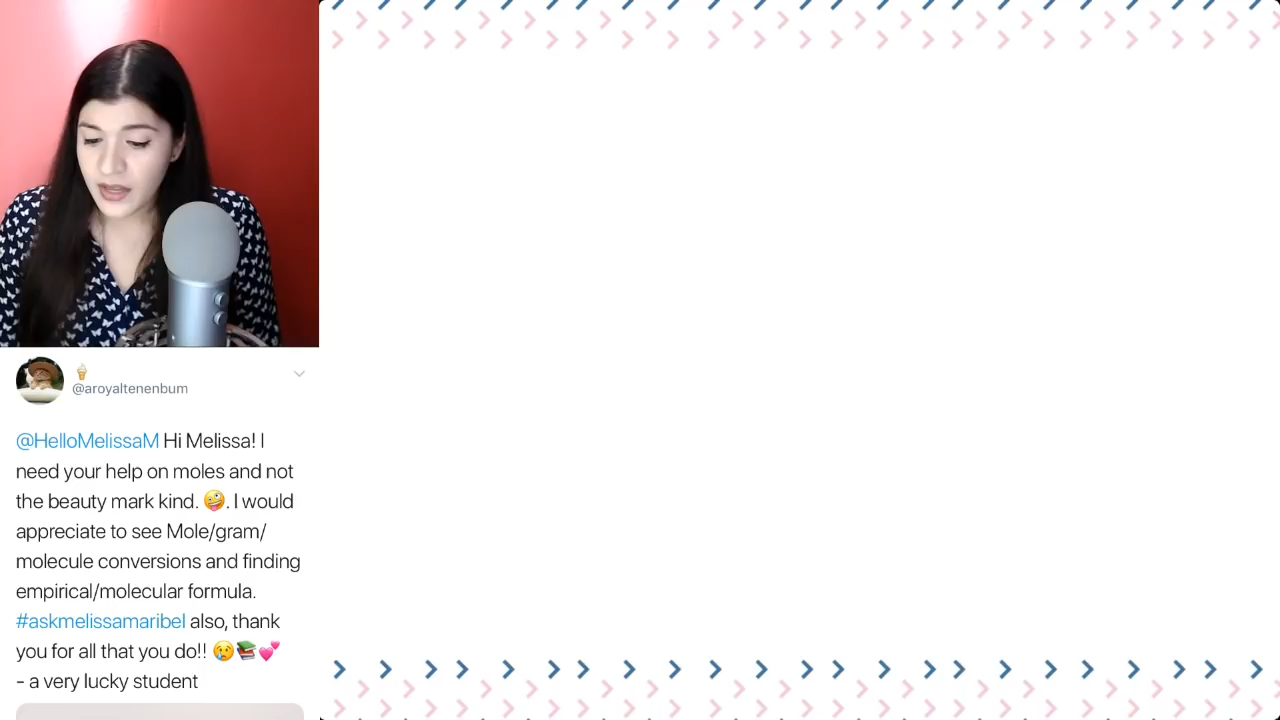 🍦
@aroyaltenenbum
@HelloMelissaM Hi Melissa! I
need your help on moles and not
the beauty mark kind. 🤪. I would
appreciate to see Mole/gram/
molecule conversions and finding
empirical/molecular formula.
#askmelissamaribel also, thank
you for all that you do!! 😢📚💕
- a very lucky student